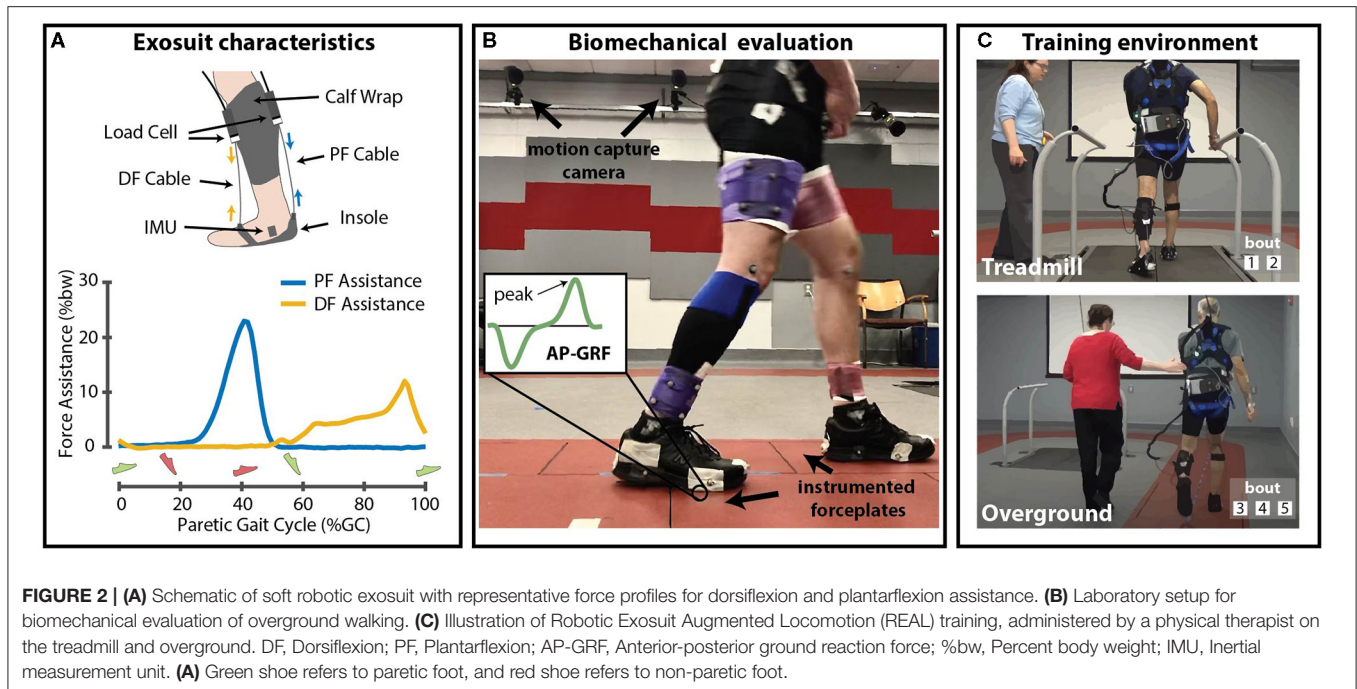 A
Exosuit characteristics
Calf Wrap
Load Cell
PF Cable
DF Cable
IMU
Insole
PF Assistance
DF Assistance
Force Assistance (%bw)
30
20
10
0
0 20 40 60 80 100
Paretic Gait Cycle (%GC)
B
Biomechanical evaluation
motion capture
camera
peak
AP-GRF
instrumented
forceplates
C
Training environment
bout
1 2
Treadmill
bout
3 4 5
Overground
FIGURE 2 | (A) Schematic of soft robotic exosuit with representative force profiles for dorsiflexion and plantarflexion assistance. (B) Laboratory setup for
biomechanical evaluation of overground walking. (C) Illustration of Robotic Exosuit Augmented Locomotion (REAL) training, administered by a physical therapist on
the treadmill and overground. DF, Dorsiflexion; PF, Plantarflexion; AP-GRF, Anterior-posterior ground reaction force; %bw, Percent body weight; IMU, Inertial
measurement unit. (A) Green shoe refers to paretic foot, and red shoe refers to non-paretic foot.